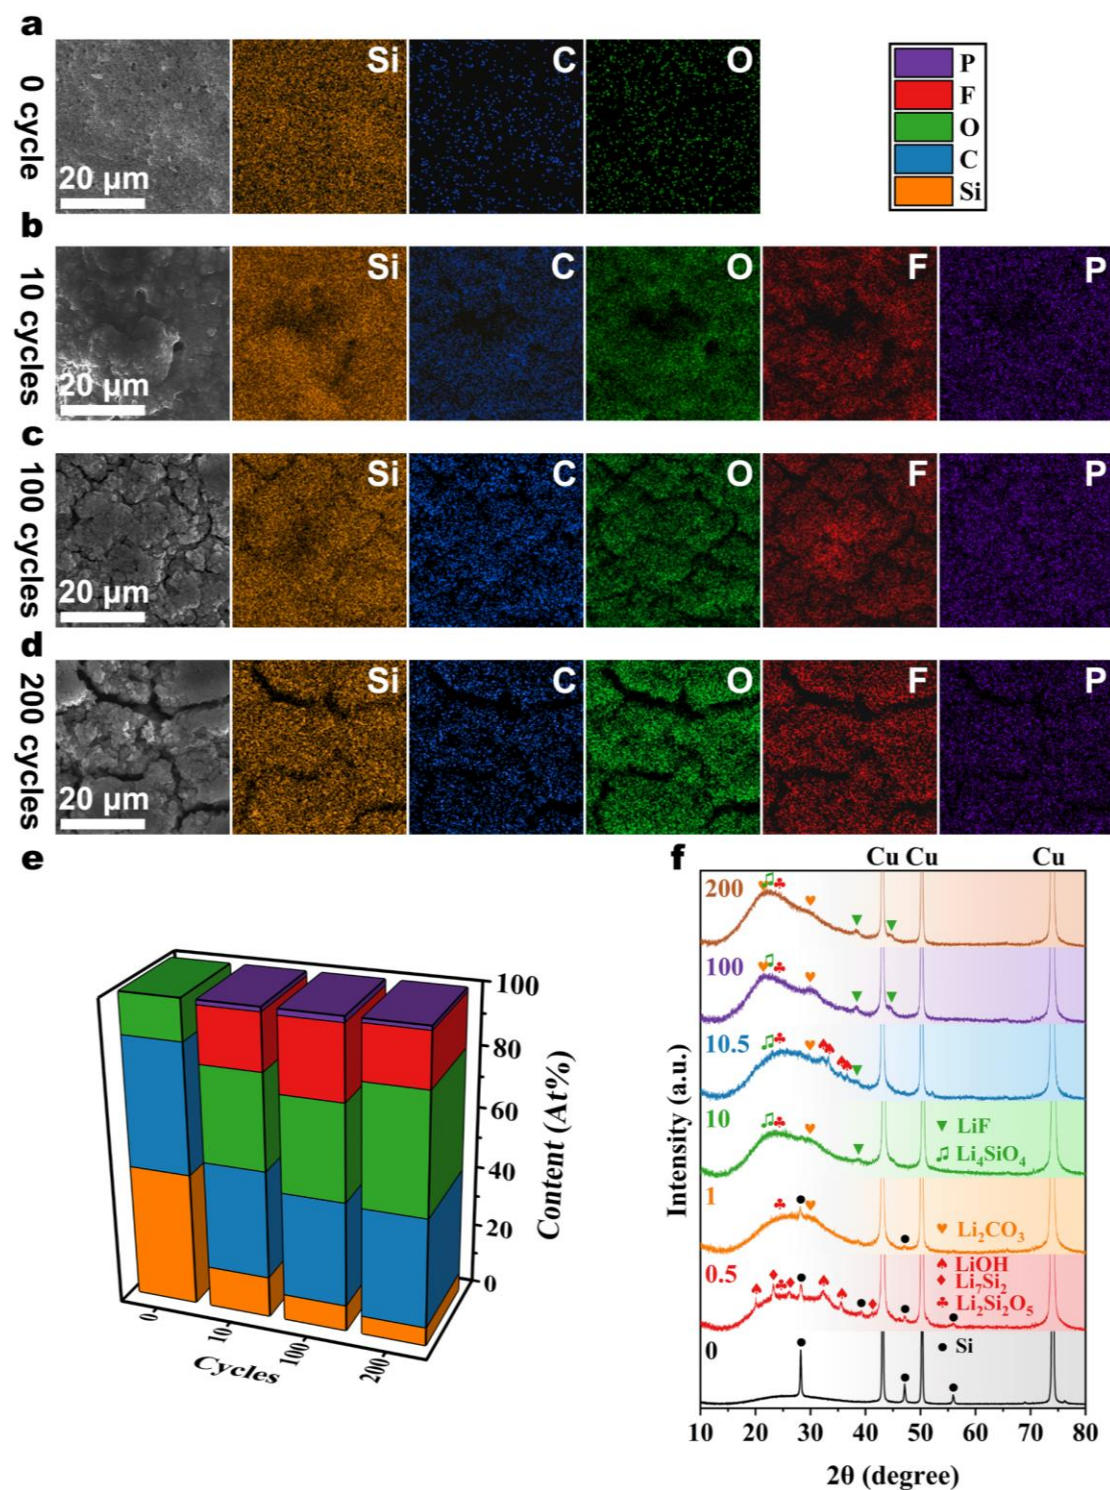 a
0 cycle
20 µm
Si
C
O
P
F
O
C
Si
b
10 cycles
20 µm
Si
C
O
F
P
c
100 cycles
20 µm
Si
C
O
F
P
d
200 cycles
20 µm
Si
C
O
F
P
e
100
80
60
40
20
0
Content (At%)
0
10
100
200
Cycles
f
Cu Cu Cu
200
100
10.5
10
LiF
Li₄SiO₄
1
Li₂CO₃
0.5
LiOH
Li₇Si₂
Li₂Si₂O₅
0
Si
Intensity (a.u.)
10 20 30 40 50 60 70 80
2θ (degree)